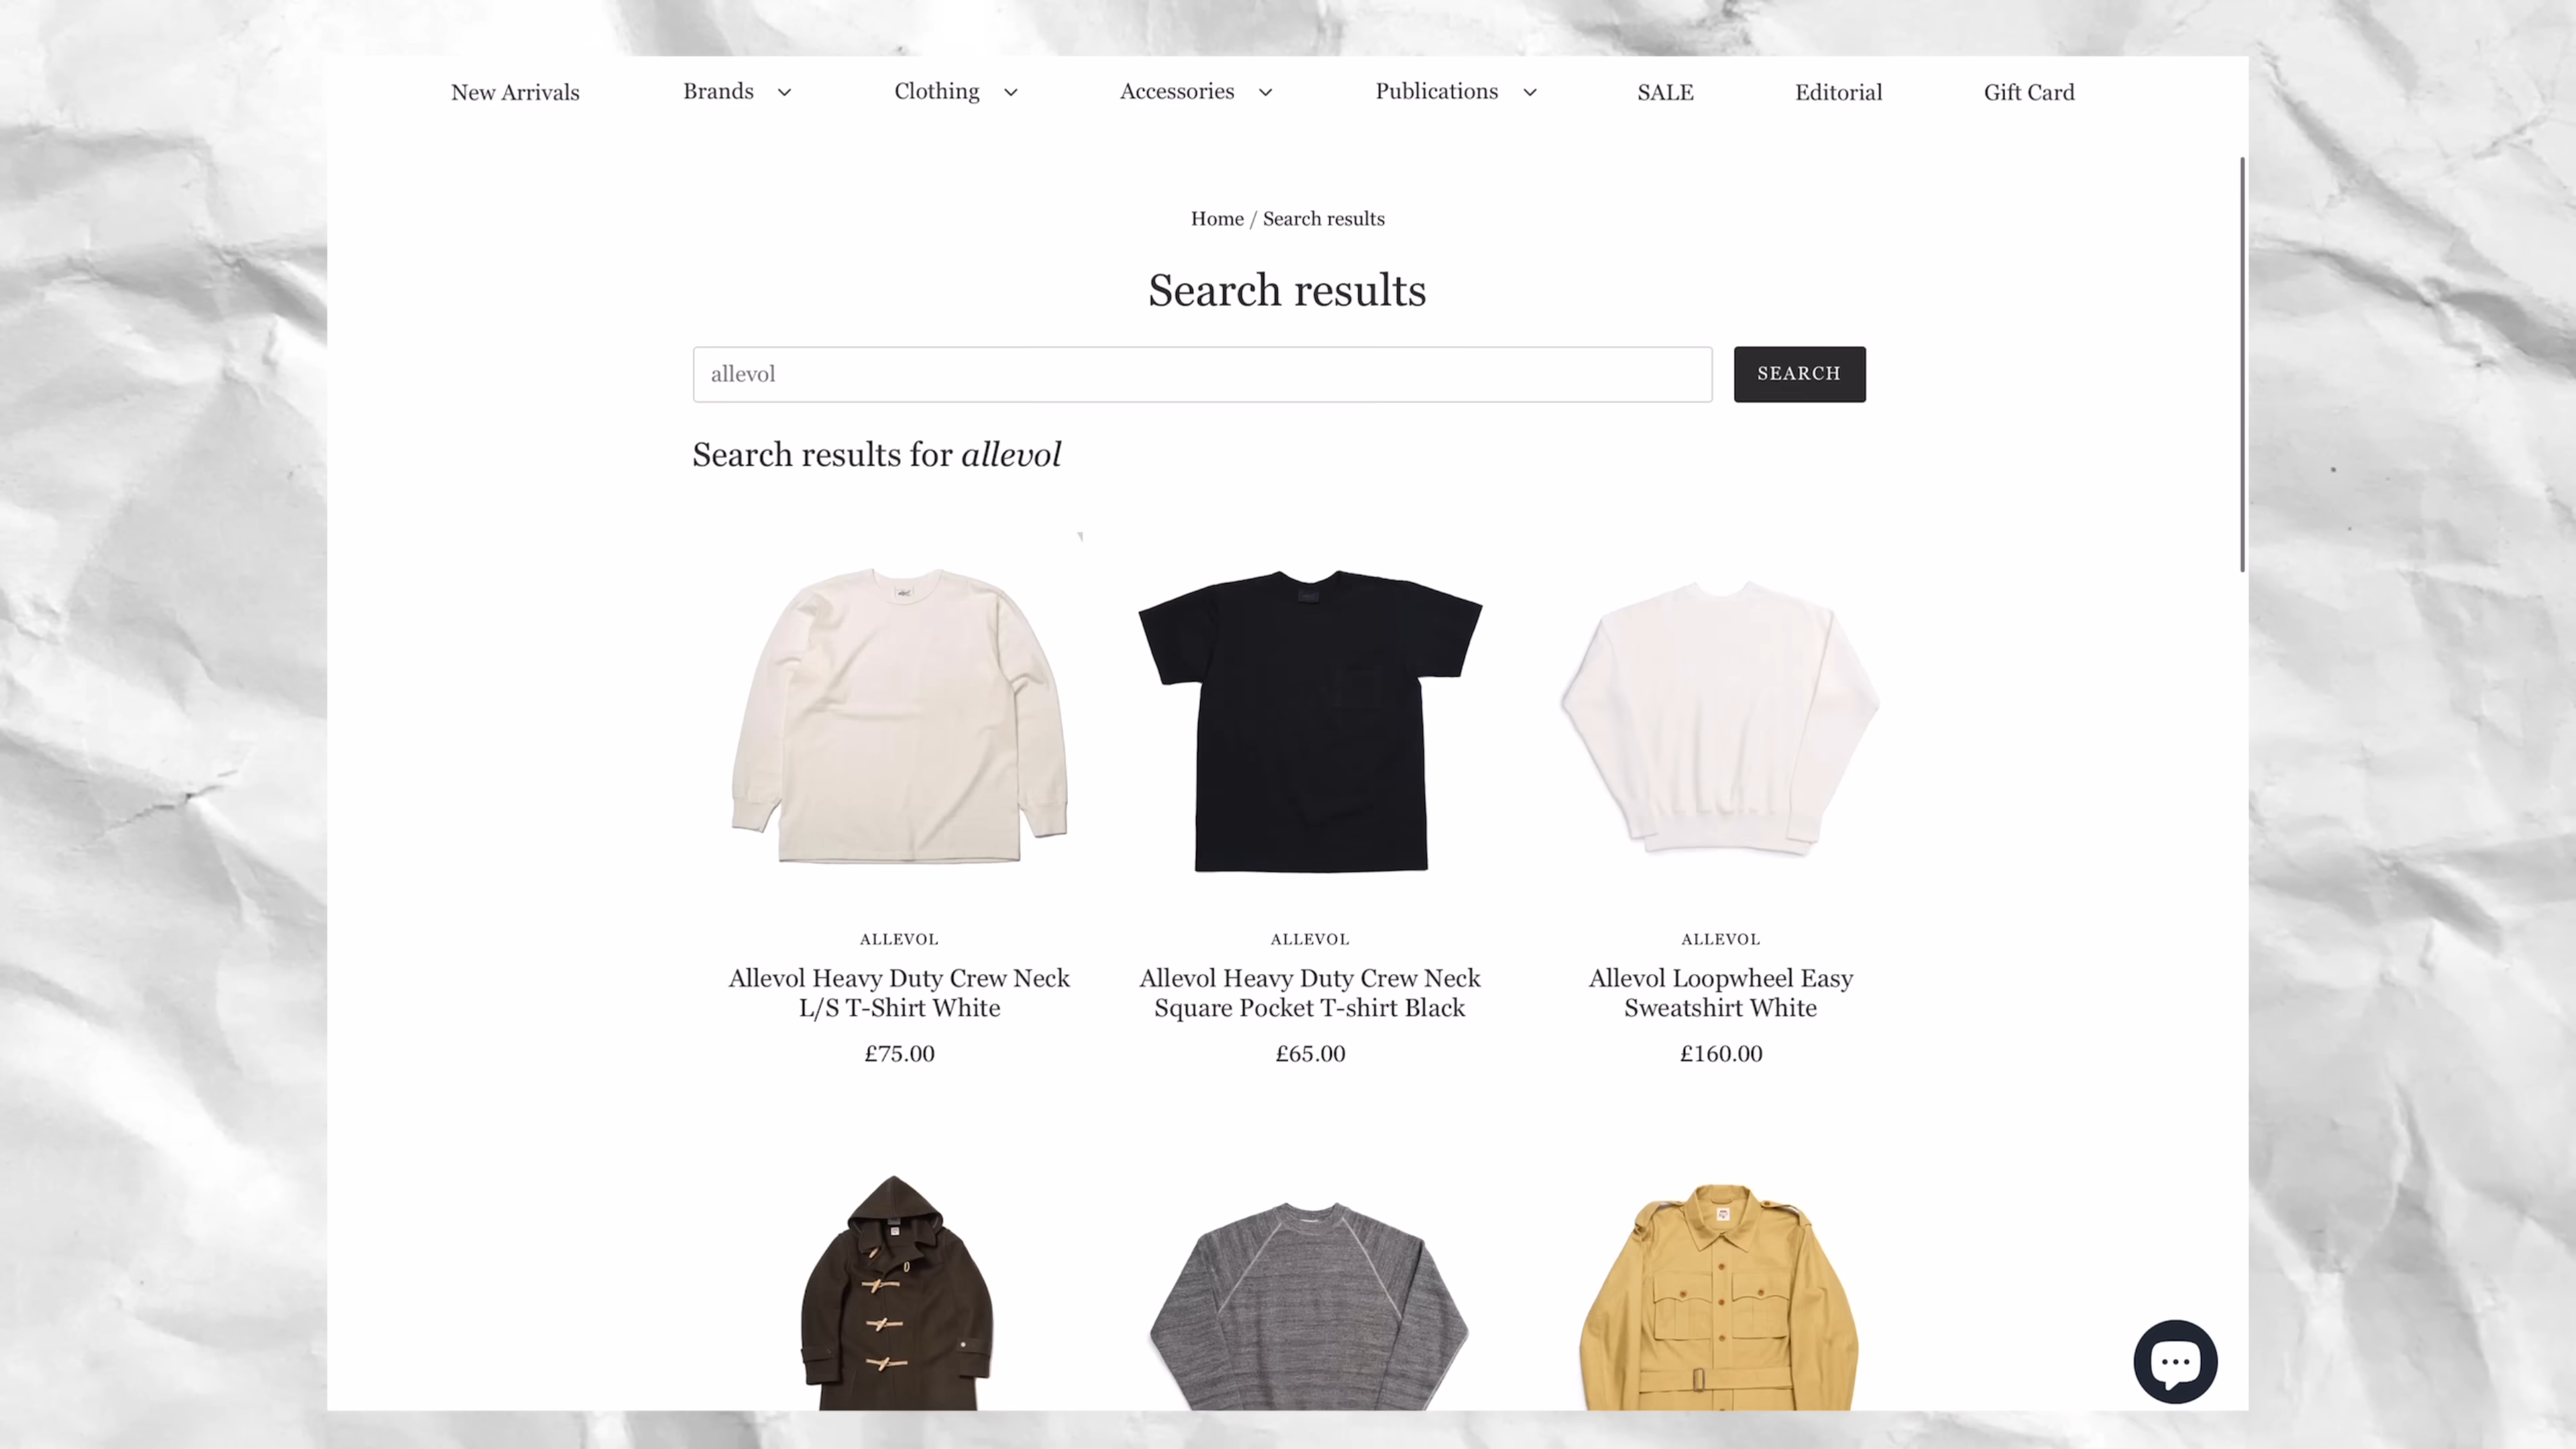 New Arrivals Brands Clothing Accessories Publications SALE Editorial Gift Card
Home / Search results
Search results
allevol
SEARCH
Search results for allevol
ALLEVOL
Allevol Heavy Duty Crew Neck
L/S T-Shirt White
£75.00
ALLEVOL
Allevol Heavy Duty Crew Neck
Square Pocket T-shirt Black
£65.00
ALLEVOL
Allevol Loopwheel Easy
Sweatshirt White
£160.00